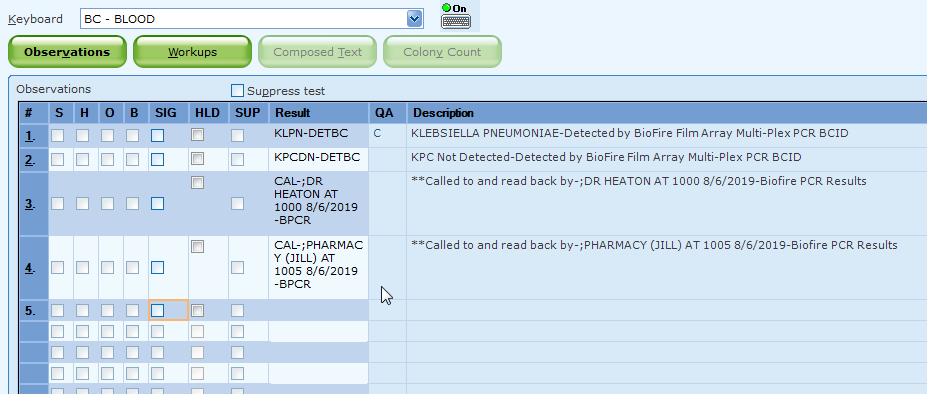 Keyboard BC - BLOOD On
Observations Workups Composed Text Colony Count
Observations Suppress test
# S H O B SIG HLD SUP Result QA Description
1. KLPN-DETBC C KLEBSIELLA PNEUMONIAE-Detected by BioFire Film Array Multi-Plex PCR BCID
2. KPCDN-DETBC KPC Not Detected-Detected by BioFire Film Array Multi-Plex PCR BCID
3. CAL-;DR **Called to and read back by-;DR HEATON AT 1000 8/6/2019-Biofire PCR Results
HEATON AT
1000 8/6/2019
-BPCR
4. CAL-;PHARMAC **Called to and read back by-;PHARMACY (JILL) AT 1005 8/6/2019-Biofire PCR Results
Y (JILL) AT
1005 8/6/2019
-BPCR
5.